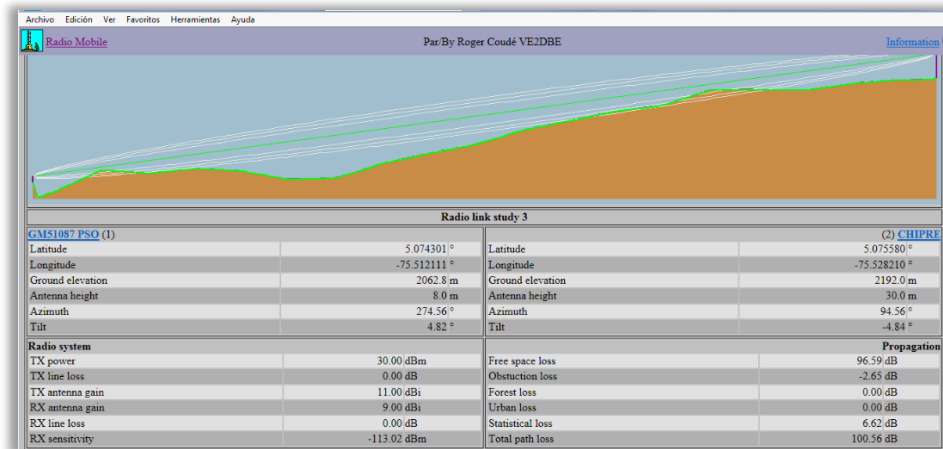 Archivo Edición Ver Favoritos Herramientas Ayuda
Radio Mobile Par/By Roger Coudé VE2DBE Information
Radio link study 3
GM51087 PSO (1) (2) CHIPRE
Latitude 5.074301 ° Latitude 5.075580 °
Longitude -75.512111 ° Longitude -75.528210 °
Ground elevation 2062.8 m Ground elevation 2192.0 m
Antenna height 8.0 m Antenna height 30.0 m
Azimuth 274.56 ° Azimuth 94.56 °
Tilt 4.82 ° Tilt -4.84 °
Radio system Propagation
TX power 30.00 dBm Free space loss 96.59 dB
TX line loss 0.00 dB Obstuction loss -2.65 dB
TX antenna gain 11.00 dBi Forest loss 0.00 dB
RX antenna gain 9.00 dBi Urban loss 0.00 dB
RX line loss 0.00 dB Statistical loss 6.62 dB
RX sensitivity -113.02 dBm Total path loss 100.56 dB